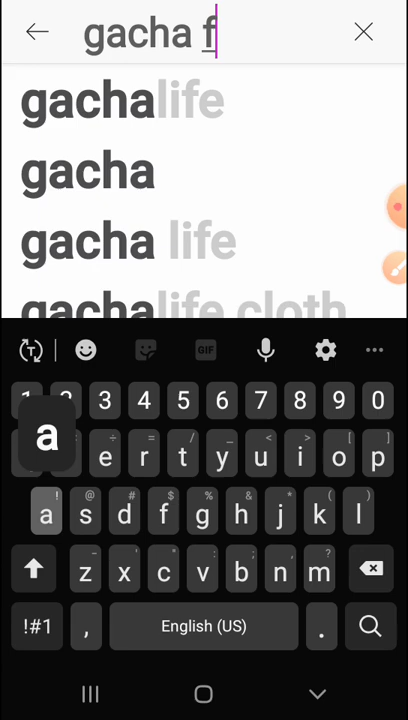 gacha f
gachalife
gacha
gacha life
gachalife cloth
GIF
1 2 3 4 5 6 7 8 9 0
a
÷ = / _ < > [ ]
e r t y u i o p
! @ # $ % & * ( )
a s d f g h j k l
- ' " : ; , ?
z x c v b n m
!#1 , English (US) .